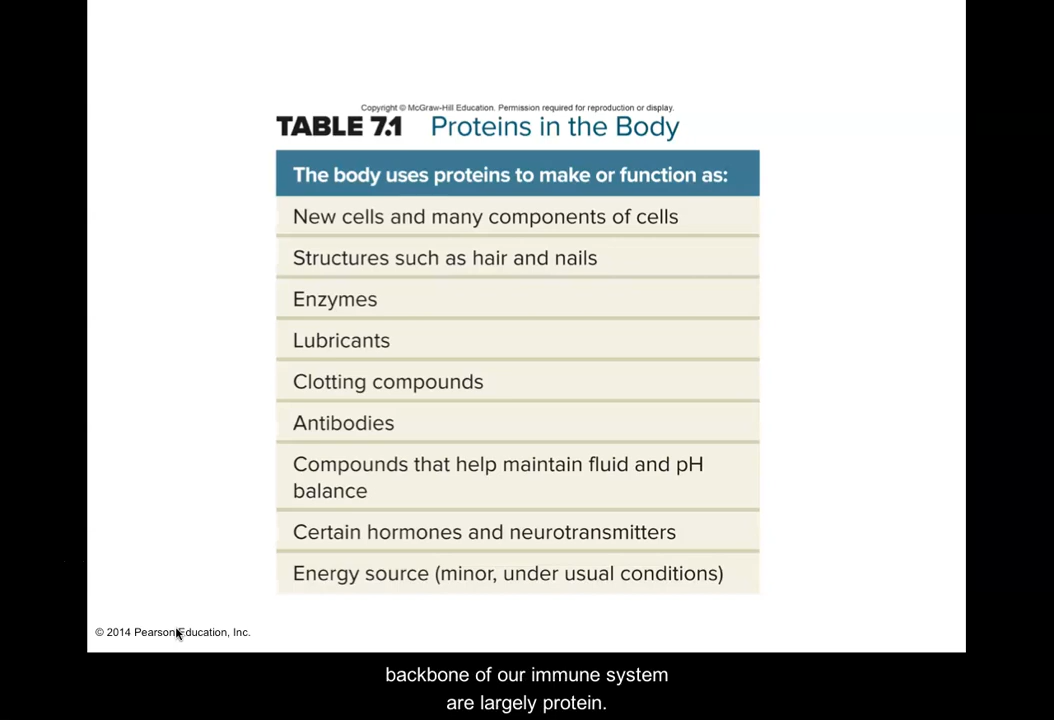 Copyright © McGraw-Hill Education. Permission required for reproduction or display.
TABLE 7.1 Proteins in the Body
The body uses proteins to make or function as:
New cells and many components of cells
Structures such as hair and nails
Enzymes
Lubricants
Clotting compounds
Antibodies
Compounds that help maintain fluid and pH
balance
Certain hormones and neurotransmitters
Energy source (minor, under usual conditions)
© 2014 Pearson Education, Inc.
backbone of our immune system
are largely protein.